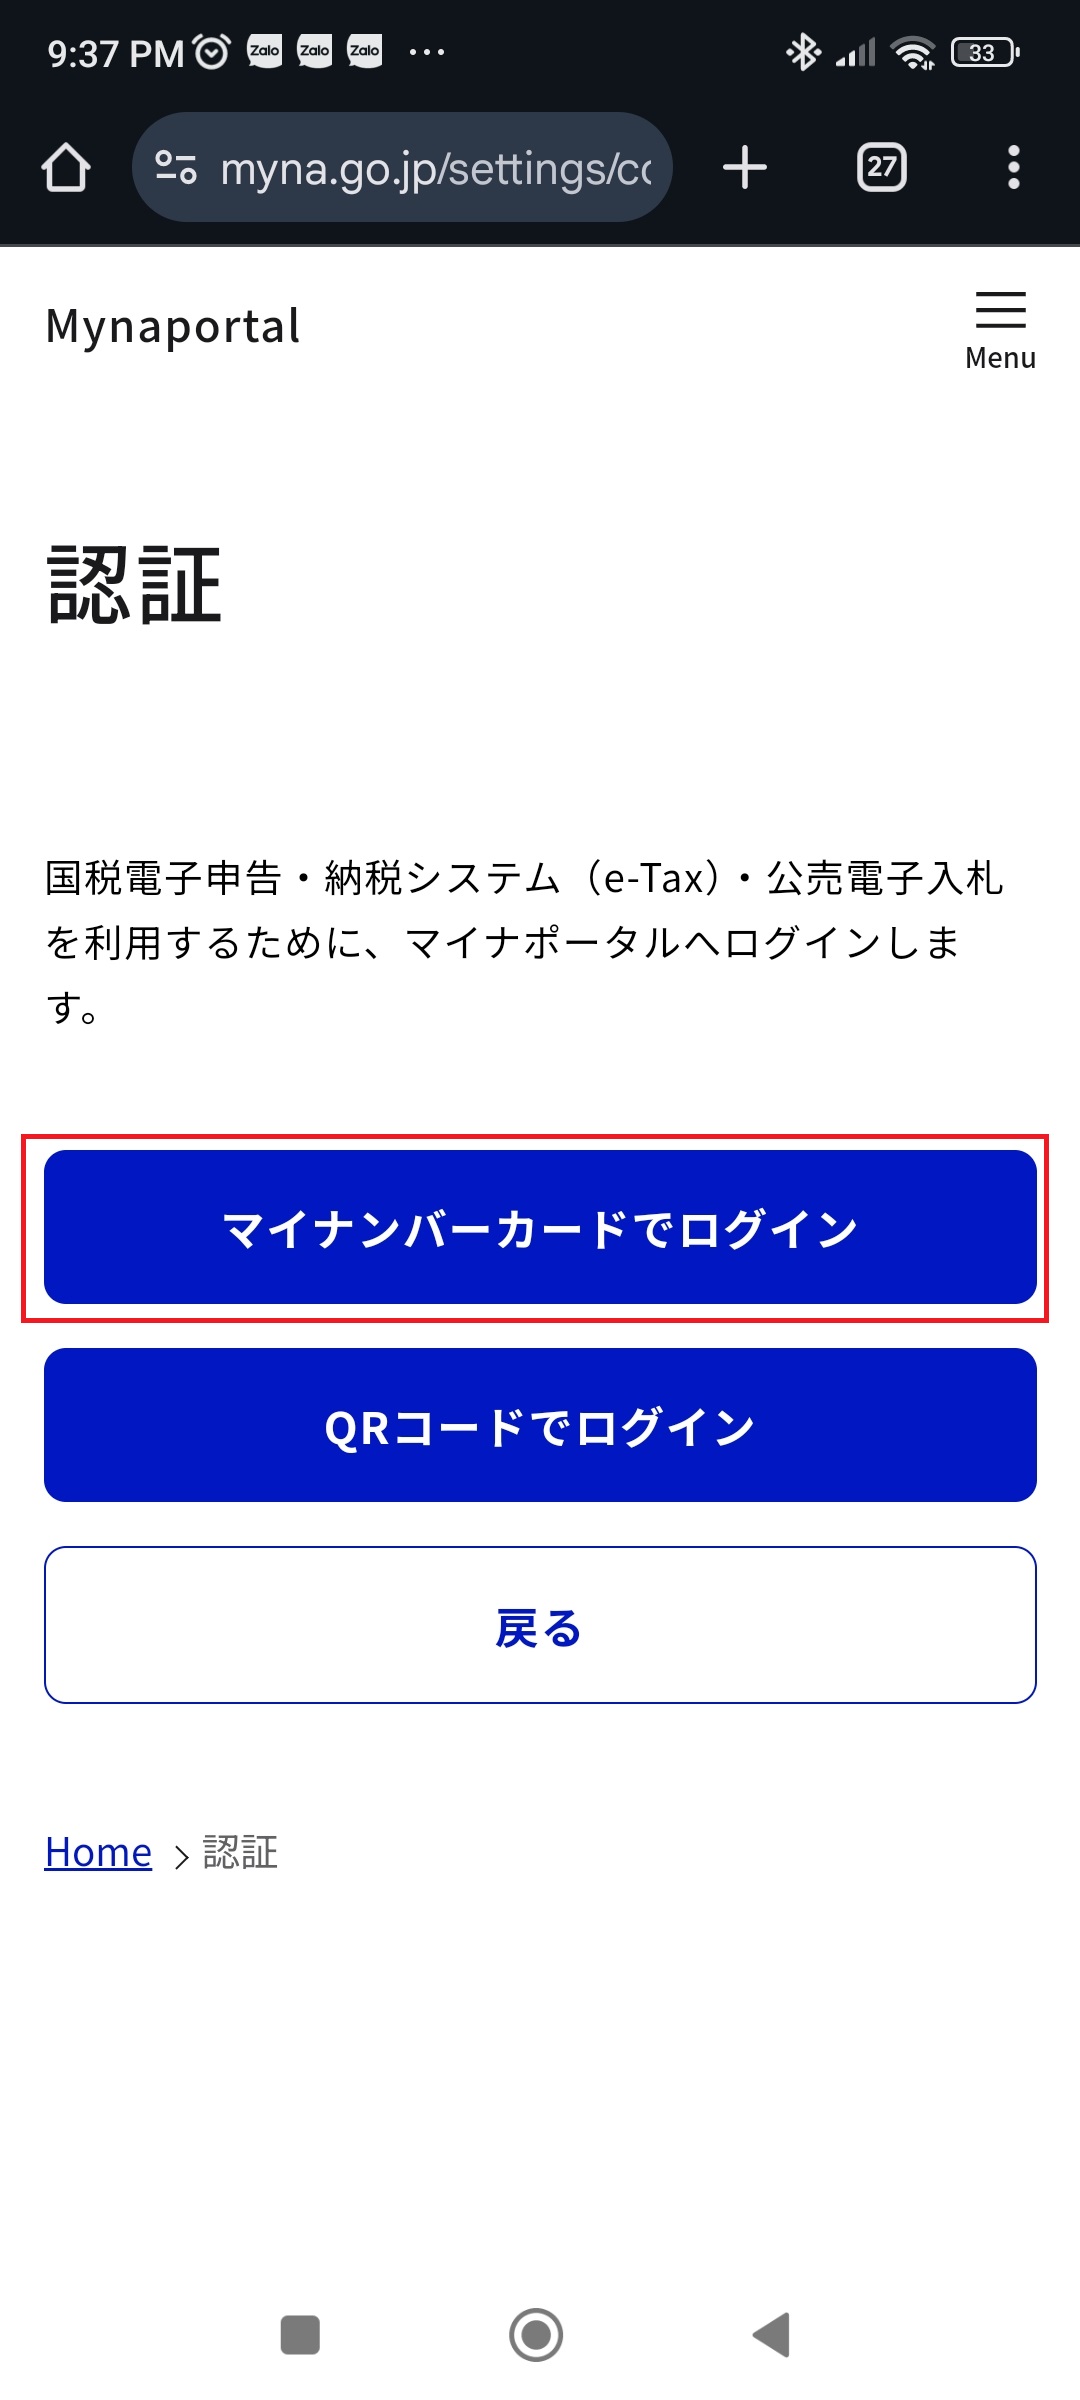 9:37 PM Zalo Zalo Zalo ... 33
myna.go.jp/settings/co 27
Mynaportal
Menu
認証
国税電子申告・納税システム（e-Tax）・公売電子入札
を利用するために、マイナポータルへログインしま
す。
マイナンバーカードでログイン
QRコードでログイン
戻る
Home > 認証